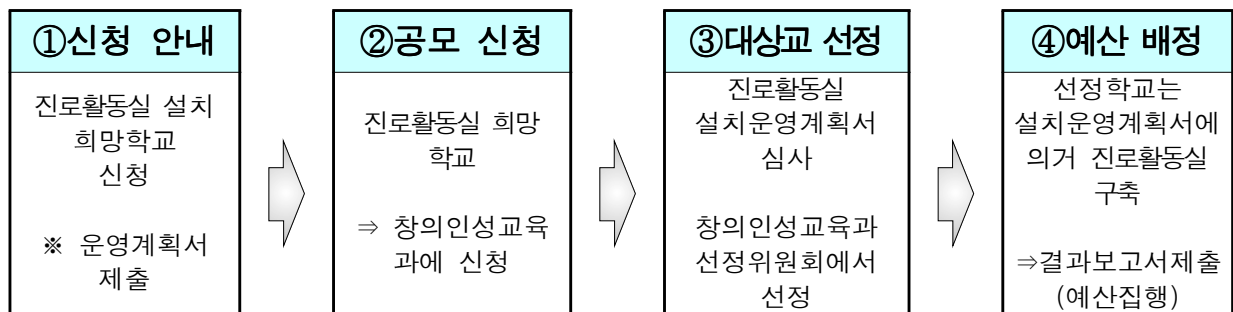 ①신청 안내
진로활동실 설치
희망학교
신청
※ 운영계획서
제출
②공모 신청
진로활동실 희망
학교
⇒ 창의인성교육
과에 신청
③대상교 선정
진로활동실
설치운영계획서
심사
창의인성교육과
선정위원회에서
선정
④예산 배정
선정학교는
설치운영계획서에
의거 진로활동실
구축
⇒결과보고서제출
(예산집행)